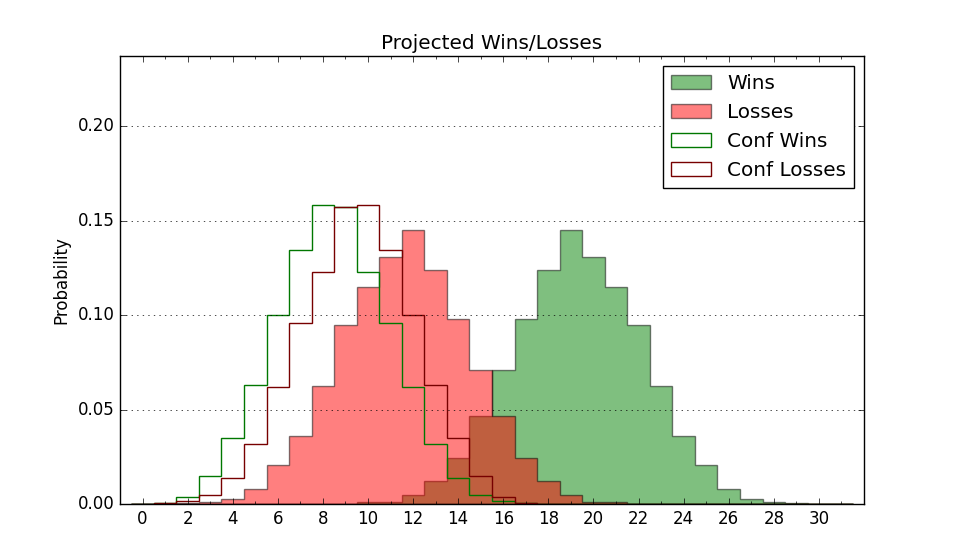 Projected Wins/Losses
Wins
Losses
Conf Wins
Conf Losses
Probability
0.20
0.15
0.10
0.05
0.00
0 2 4 6 8 10 12 14 16 18 20 22 24 26 28 30